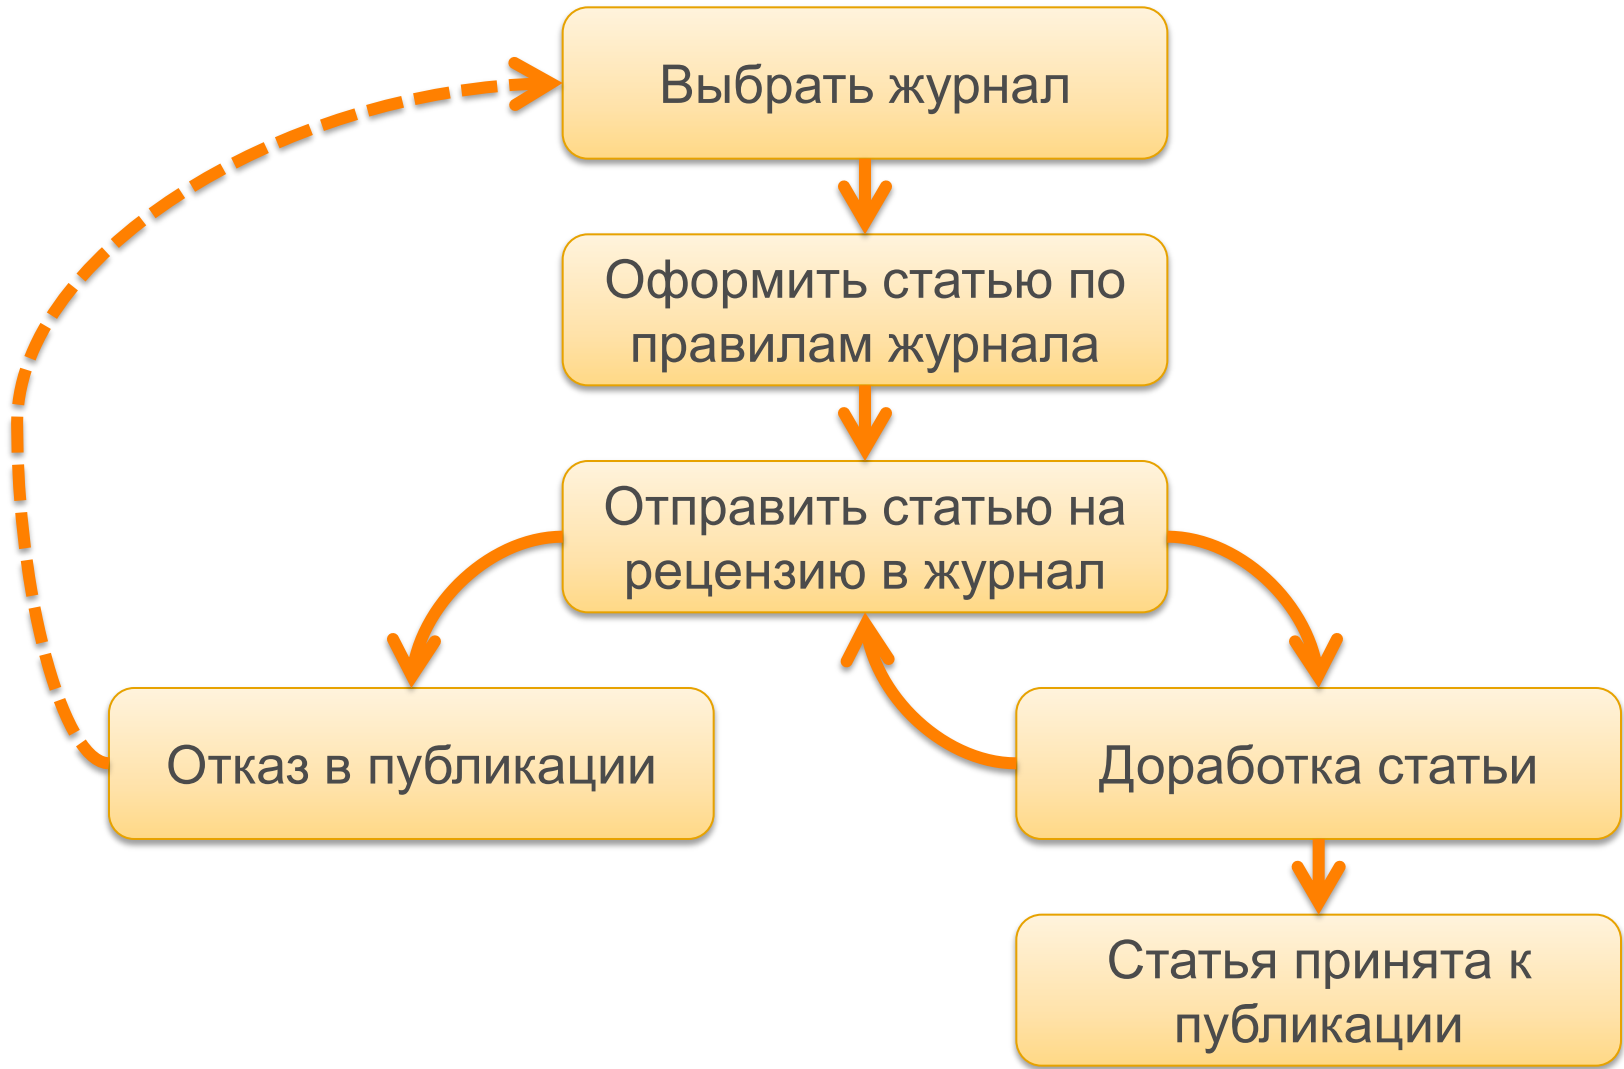 Выбрать журнал
Оформить статью по
правилам журнала
Отправить статью на
рецензию в журнал
Отказ в публикации
Доработка статьи
Статья принята к
публикации